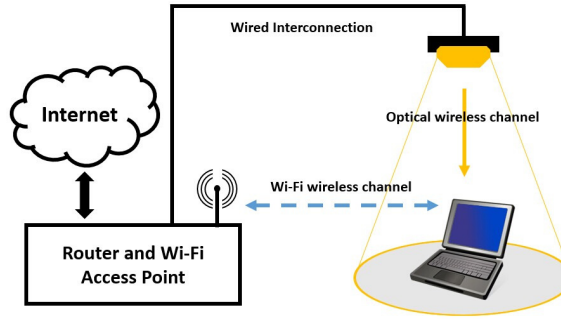 Wired Interconnection
Internet
Optical wireless channel
Wi-Fi wireless channel
Router and Wi-Fi
Access Point